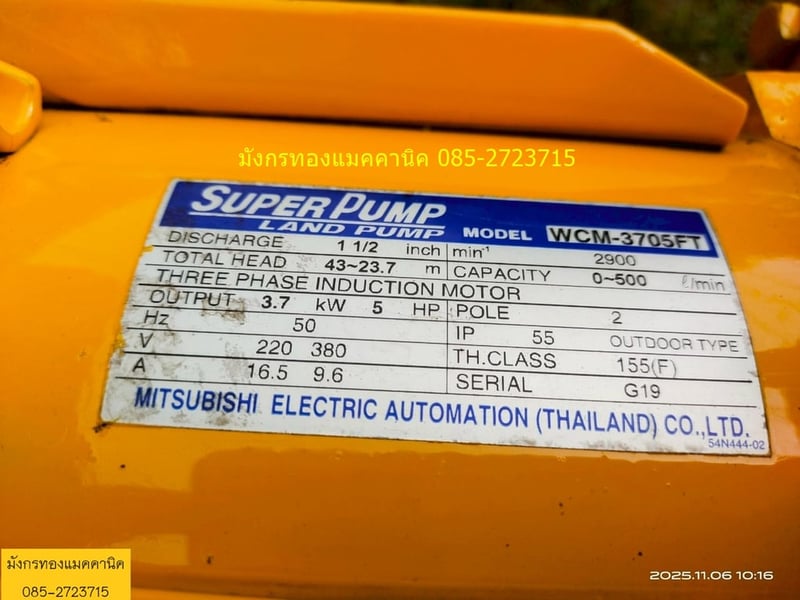 มังกรทองแมคคานิค 085-2723715
SUPER PUMP
LAND PUMP MODEL WCM-3705FT
DISCHARGE 1 1/2 inch min⁻¹ 2900
TOTAL HEAD 43~23.7 m CAPACITY 0~500 ℓ/min
THREE PHASE INDUCTION MOTOR
OUTPUT 3.7 kW 5 HP POLE 2
Hz 50 IP 55 OUTDOOR TYPE
V 220 380 TH.CLASS 155(F)
A 16.5 9.6 SERIAL G19
MITSUBISHI ELECTRIC AUTOMATION (THAILAND) CO.,LTD.
54N444-02
มังกรทองแมคคานิค
085-2723715
2025.11.06 10:16